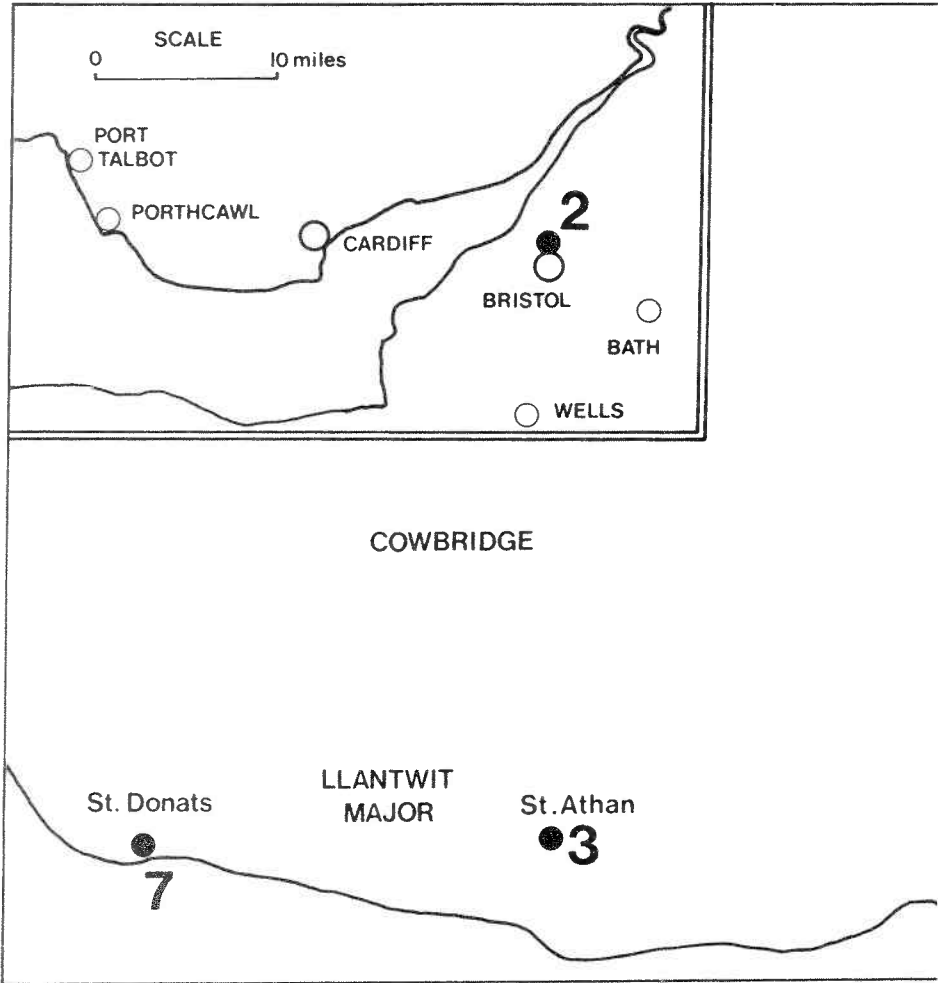 SCALE
0 10 miles
PORT
TALBOT
PORTHCAWL
CARDIFF
2
BRISTOL
BATH
WELLS
COWBRIDGE
LLANTWIT
MAJOR
St. Donats
St. Athan
3
7